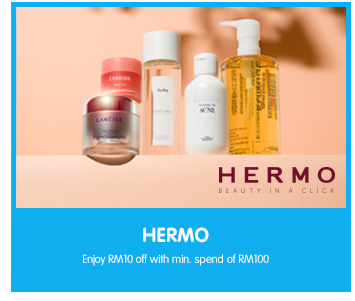 LANEIGE
LANEIGE
ACNE
HERMO
BEAUTY IN A CLICK
HERMO
Enjoy RM10 off with min. spend of RM100